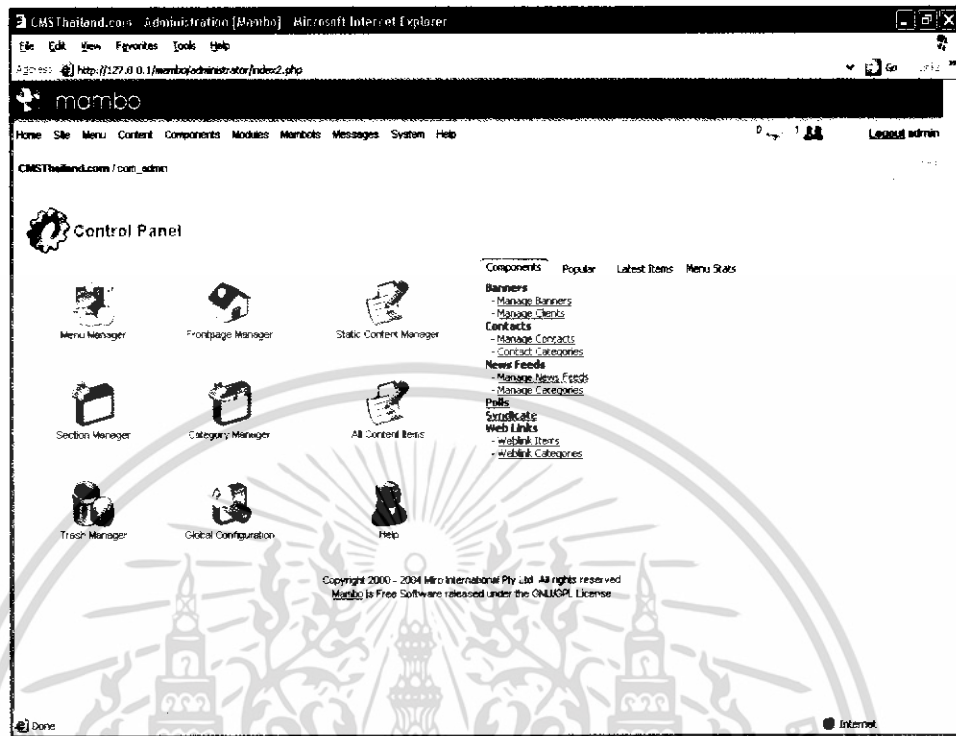 CMSThailand.com - Administration [Mambo] - Microsoft Internet Explorer
File Edit View Favorites Tools Help
Address http://127.0.0.1/mambo/administrator/index2.php Go Links »
mambo
Home Site Menu Content Components Modules Mambots Messages System Help 0 1 Logout admin
CMSThailand.com / com_admin
Control Panel
Components Popular Latest Items Menu Stats
Menu Manager Frontpage Manager Static Content Manager
Section Manager Category Manager All Content Items
Trash Manager Global Configuration Help
Banners
- Manage Banners
- Manage Clients
Contacts
- Manage Contacts
- Contact Categories
News Feeds
- Manage News Feeds
- Manage Categories
Polls
Syndicate
Web Links
- Weblink Items
- Weblink Categories
Copyright 2000 - 2004 Miro International Pty Ltd. All rights reserved
Mambo is Free Software released under the GNU/GPL License
Done Internet